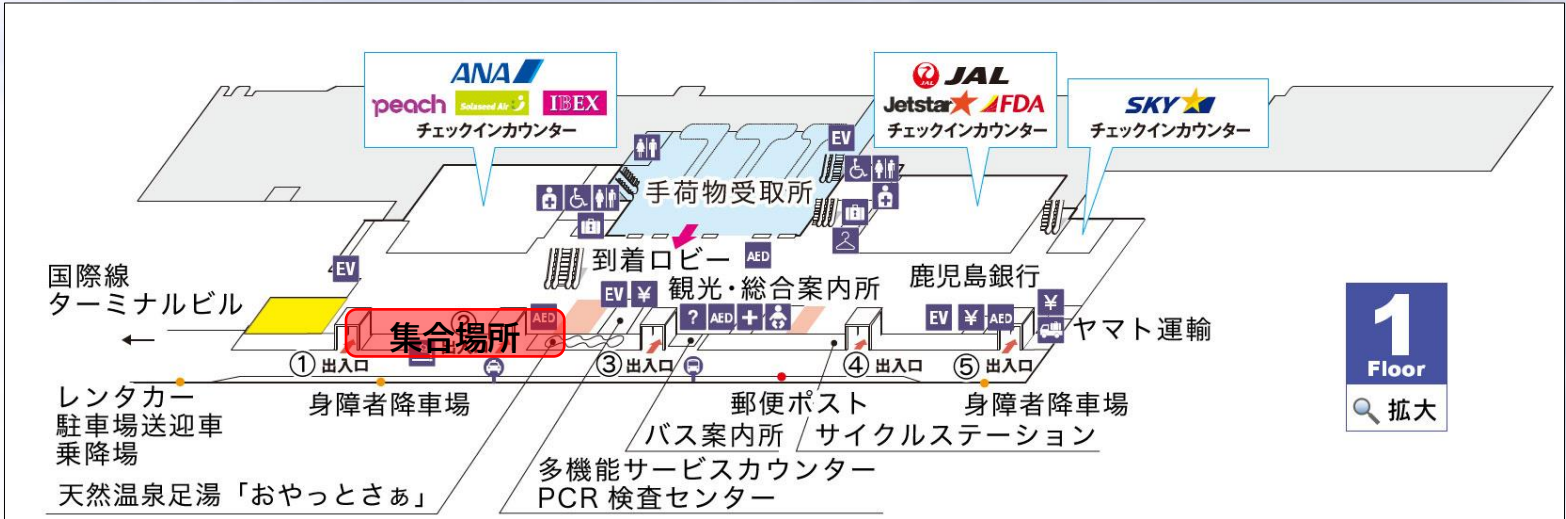 ANA
peach Solaseed Air IBEX
チェックインカウンター
JAL
Jetstar FDA
チェックインカウンター
SKY
チェックインカウンター
EV
手荷物受取所
到着ロビー AED
EV
国際線
ターミナルビル
EV ¥
観光・総合案内所
? AED
鹿児島銀行
EV ¥ AED
¥
ヤマト運輸
AED
集合場所
① 出入口
③ 出入口
④ 出入口
⑤ 出入口
レンタカー
駐車場送迎車
乗降場
身障者降車場
郵便ポスト
身障者降車場
バス案内所
サイクルステーション
多機能サービスカウンター
PCR 検査センター
天然温泉足湯「おやっとさぁ」
1
Floor
拡大